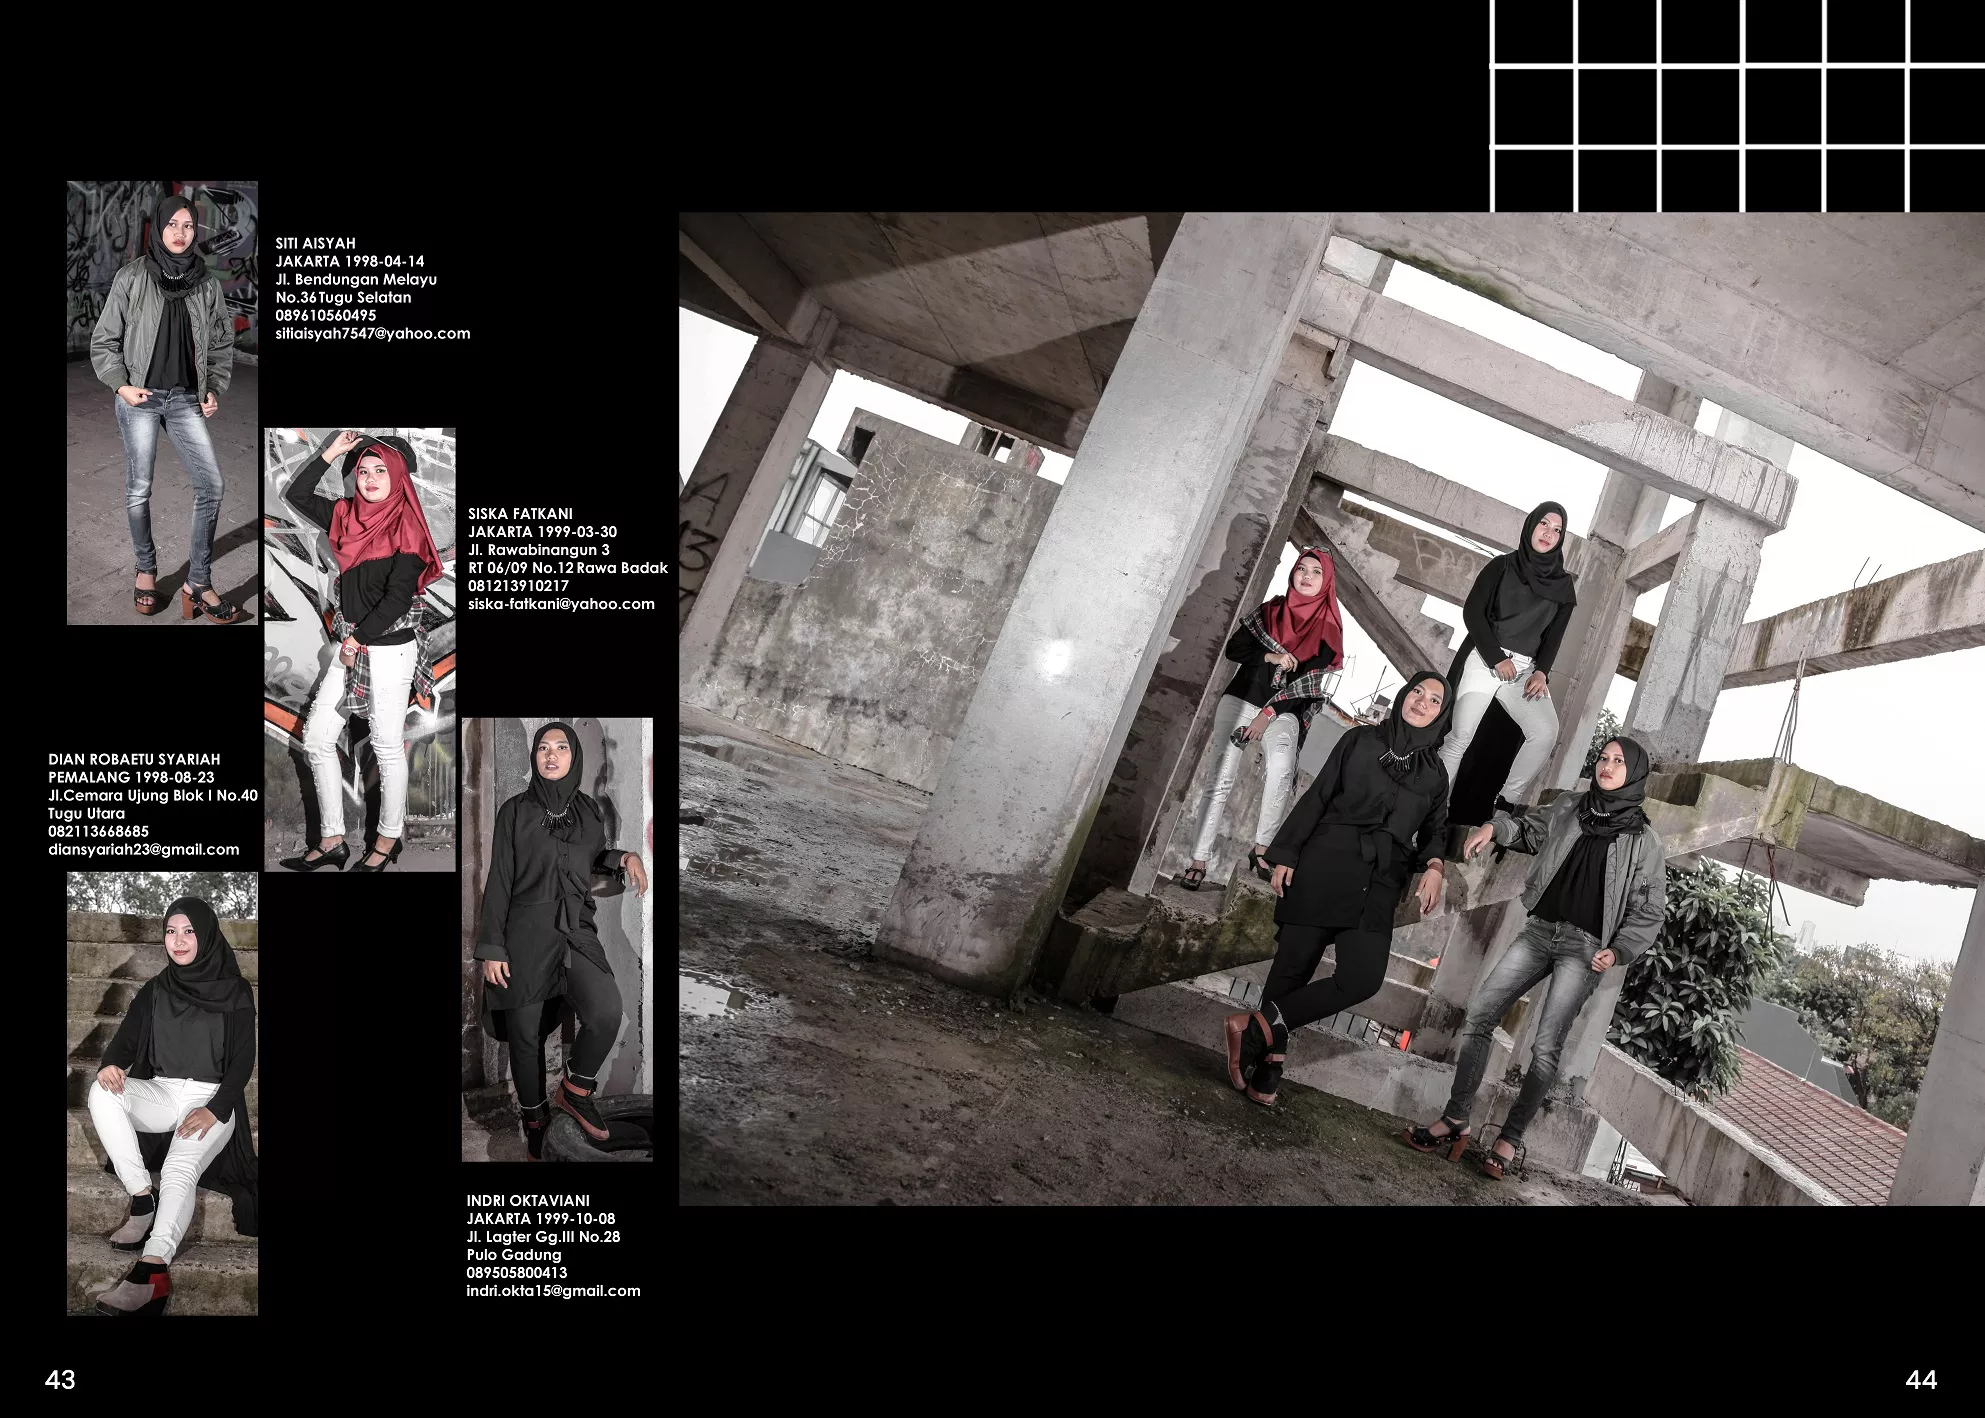 SITI AISYAH
JAKARTA 1998-04-14
Jl. Bendungan Melayu
No.36 Tugu Selatan
089610560495
sitiaisyah7547@yahoo.com
SISKA FATKANI
JAKARTA 1999-03-30
Jl. Rawabinangun 3
RT 06/09 No.12 Rawa Badak
081213910217
siska-fatkani@yahoo.com
DIAN ROBAETU SYARIAH
PEMALANG 1998-08-23
Jl.Cemara Ujung Blok I No.40
Tugu Utara
082113668685
diansyariah23@gmail.com
INDRI OKTAVIANI
JAKARTA 1999-10-08
Jl. Lagter Gg.III No.28
Pulo Gadung
089505800413
indri.okta15@gmail.com
43
44